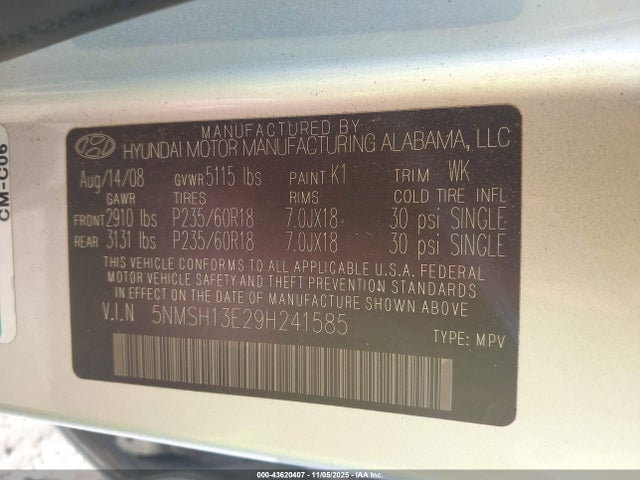 MANUFACTURED BY
HYUNDAI MOTOR MANUFACTURING ALABAMA, LLC
Aug/14/08 GVWR 5115 lbs PAINT K1 TRIM WK
GAWR TIRES RIMS COLD TIRE INFL
FRONT 2910 lbs P235/60R18 7.0JX18 30 psi SINGLE
REAR 3131 lbs P235/60R18 7.0JX18 30 psi SINGLE
THIS VEHICLE CONFORMS TO ALL APPLICABLE U.S.A. FEDERAL
MOTOR VEHICLE SAFETY AND THEFT PREVENTION STANDARDS
IN EFFECT ON THE DATE OF MANUFACTURE SHOWN ABOVE.
V.I.N 5NMSH13E29H241585
TYPE: MPV
CM-C06
000-43620407 - 11/05/2025 - IAA Inc. Copyright